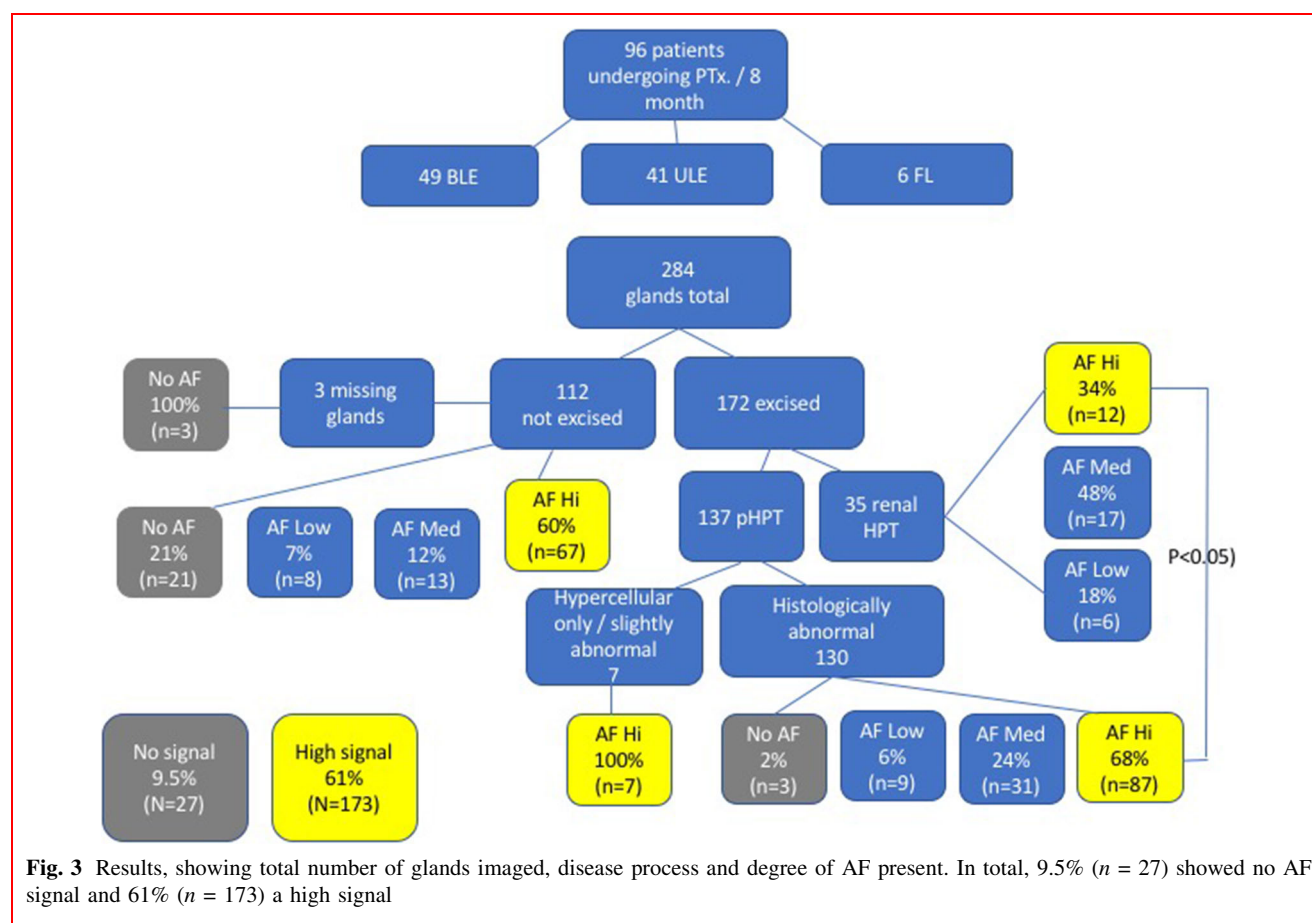 96 patients
undergoing PTx. / 8
month
49 BLE
41 ULE
6 FL
284
glands total
No AF
100%
(n=3)
3 missing
glands
112
not excised
172 excised
AF Hi
34%
(n=12)
No AF
21%
(n=21)
AF Low
7%
(n=8)
AF Med
12%
(n=13)
AF Hi
60%
(n=67)
137 pHPT
35 renal
HPT
AF Med
48%
(n=17)
AF Low
18%
(n=6)
P<0.05)
Hypercellular
only / slightly
abnormal
7
Histologically
abnormal
130
No signal
9.5%
(N=27)
High signal
61%
(N=173)
AF Hi
100%
(n=7)
No AF
2%
(n=3)
AF Low
6%
(n=9)
AF Med
24%
(n=31)
AF Hi
68%
(n=87)
Fig. 3 Results, showing total number of glands imaged, disease process and degree of AF present. In total, 9.5% (n = 27) showed no AF
signal and 61% (n = 173) a high signal